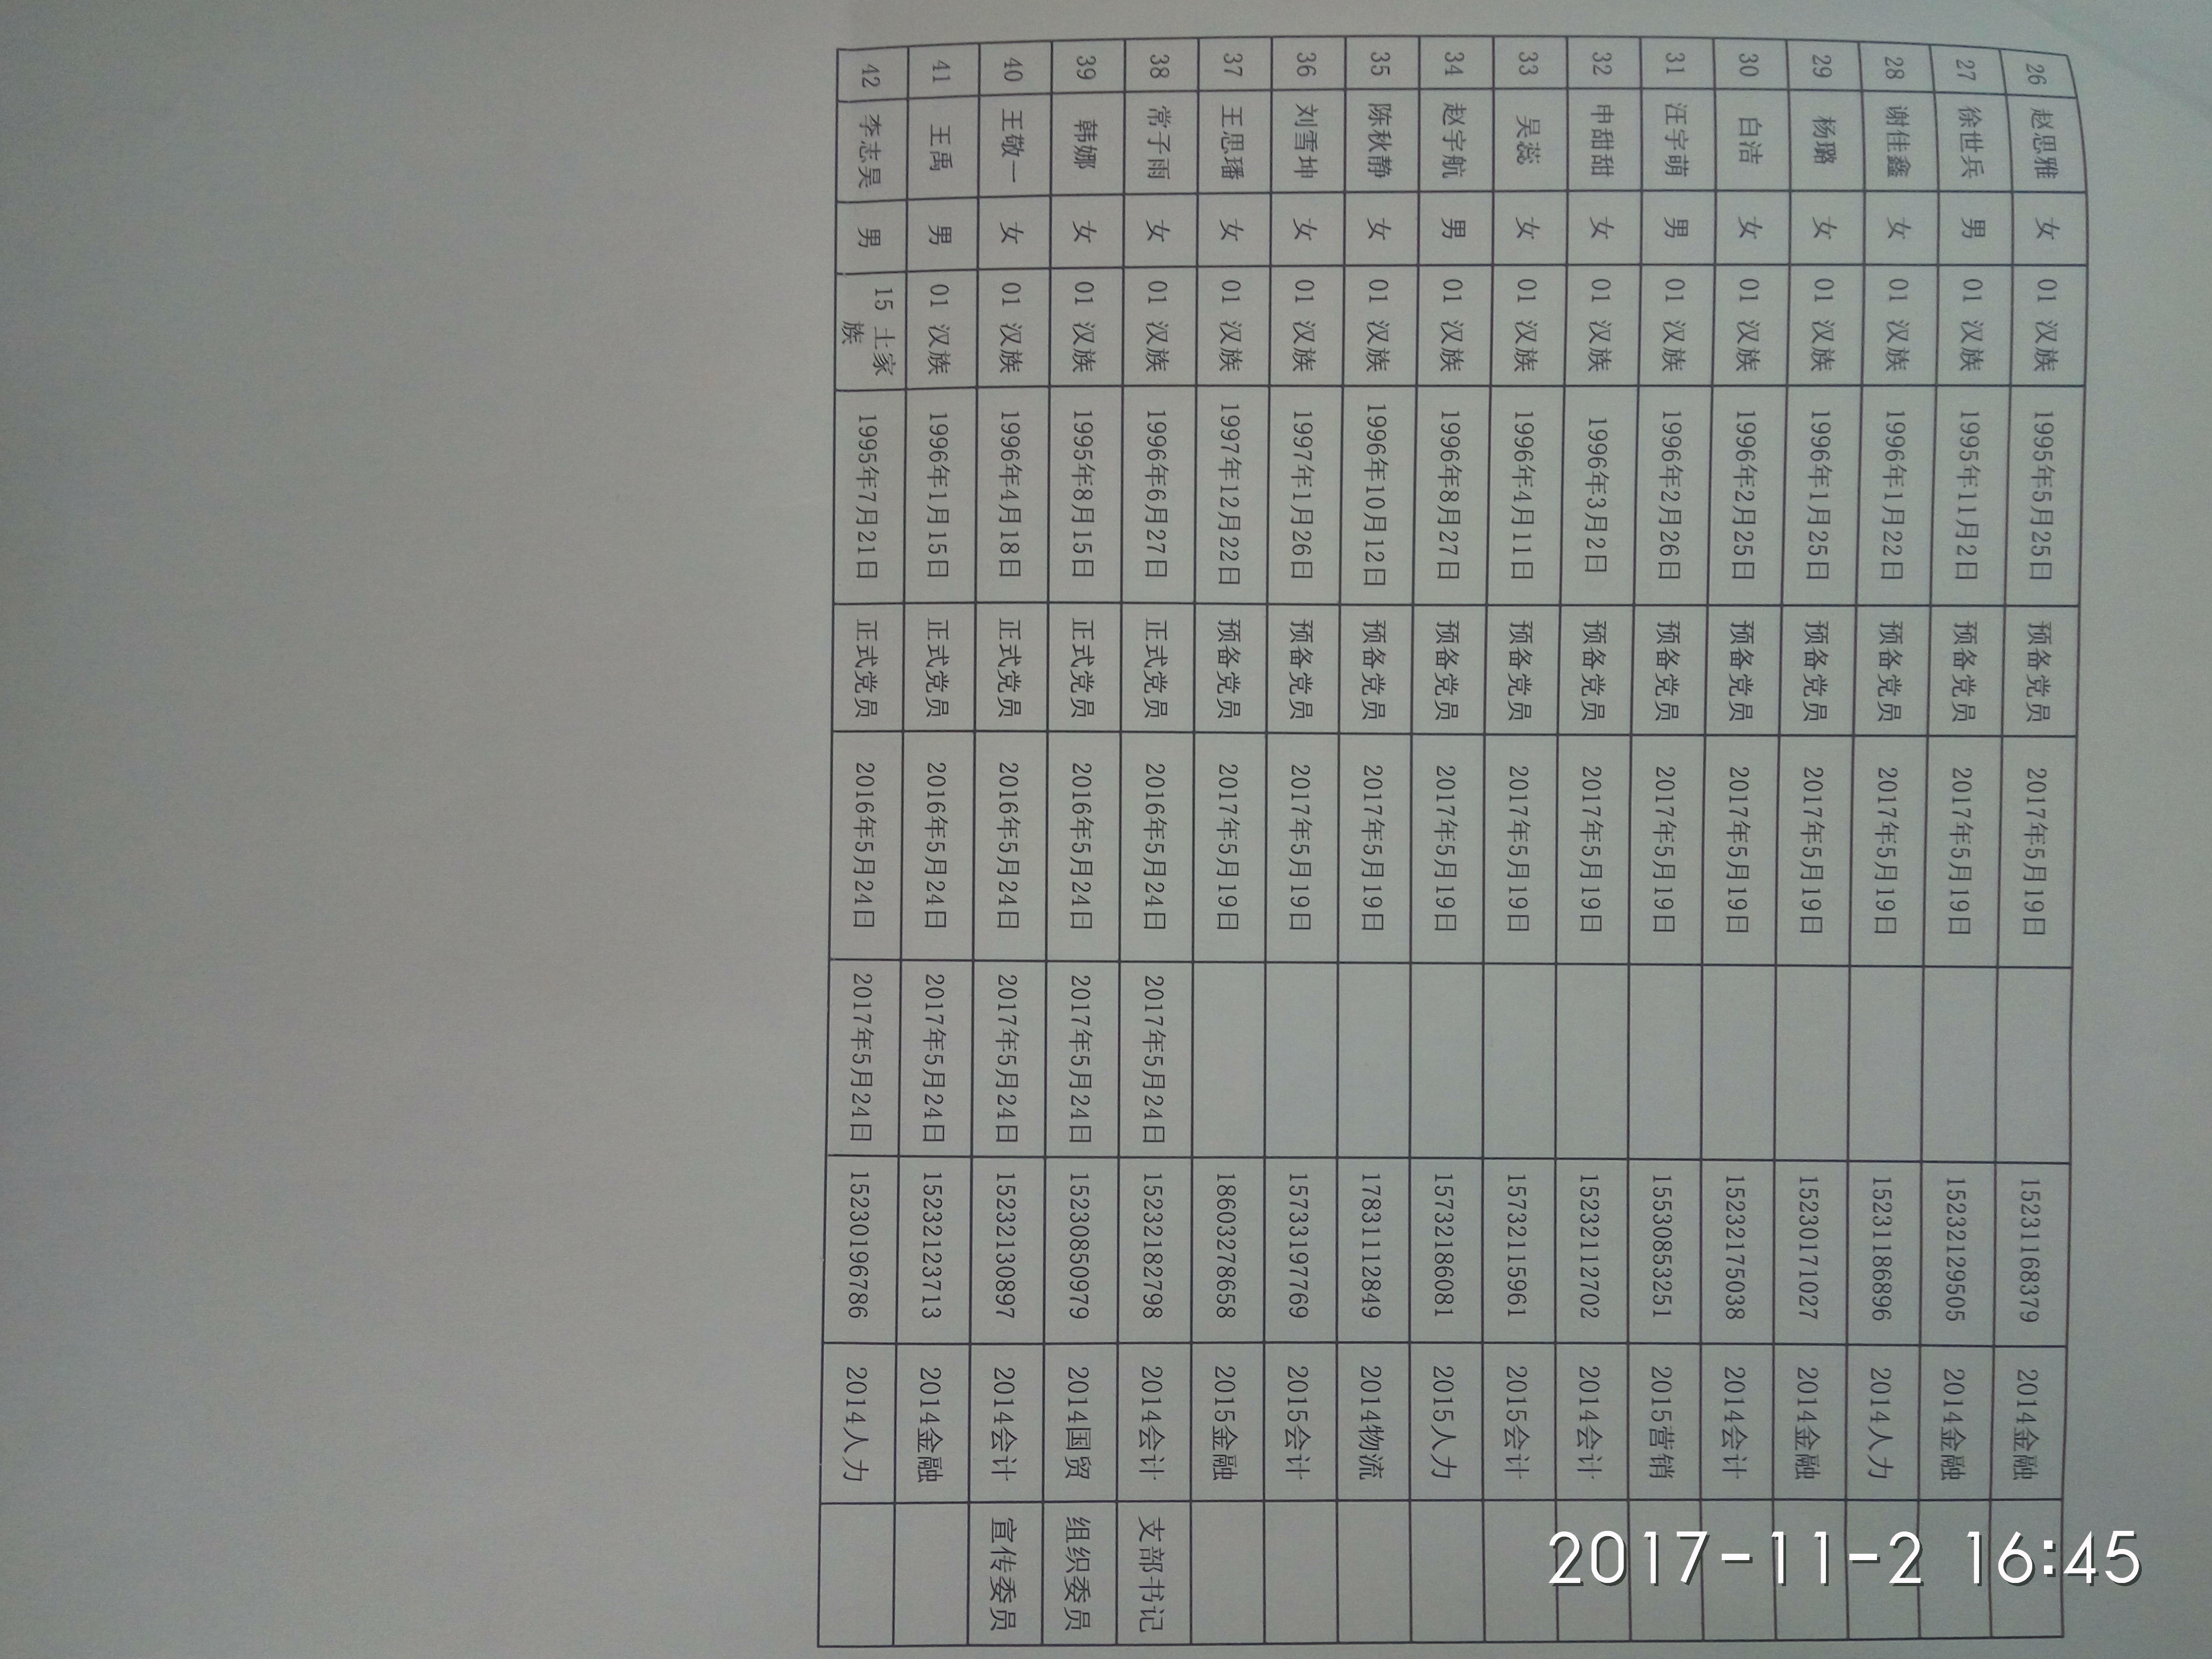 26 赵思雅 女 01 汉族 1995年5月25日 预备党员 2017年5月19日 15231168379 2014金融
27 徐世兵 男 01 汉族 1995年11月2日 预备党员 2017年5月19日 15232129505 2014金融
28 谢佳鑫 女 01 汉族 1996年1月22日 预备党员 2017年5月19日 15231186896 2014人力
29 杨璐 女 01 汉族 1996年1月25日 预备党员 2017年5月19日 15230171027 2014金融
30 白洁 女 01 汉族 1996年2月25日 预备党员 2017年5月19日 15232175038 2014会计
31 汪宇萌 男 01 汉族 1996年2月26日 预备党员 2017年5月19日 15530853251 2015营销
32 申甜甜 女 01 汉族 1996年3月2日 预备党员 2017年5月19日 15232112702 2014会计
33 吴蕊 女 01 汉族 1996年4月11日 预备党员 2017年5月19日 15732115961 2015会计
34 赵宇航 男 01 汉族 1996年8月27日 预备党员 2017年5月19日 15732186081 2015人力
35 陈秋静 女 01 汉族 1996年10月12日 预备党员 2017年5月19日 17831112849 2014物流
36 刘雪坤 女 01 汉族 1997年1月26日 预备党员 2017年5月19日 15733197769 2015会计
37 王思璠 女 01 汉族 1997年12月22日 预备党员 2017年5月19日 18603278658 2015金融
38 常子雨 女 01 汉族 1996年6月27日 正式党员 2016年5月24日 2017年5月24日 15232182798 2014会计 支部书记
39 韩娜 女 01 汉族 1995年8月15日 正式党员 2016年5月24日 2017年5月24日 15230850979 2014国贸 组织委员
40 王敬一 女 01 汉族 1996年4月18日 正式党员 2016年5月24日 2017年5月24日 15232130897 2014会计 宣传委员
41 王禹 男 01 汉族 1996年1月15日 正式党员 2016年5月24日 2017年5月24日 15232123713 2014金融
42 李志昊 男 15 土家族 1995年7月21日 正式党员 2016年5月24日 2017年5月24日 15230196786 2014人力
2017-11-2 16:45